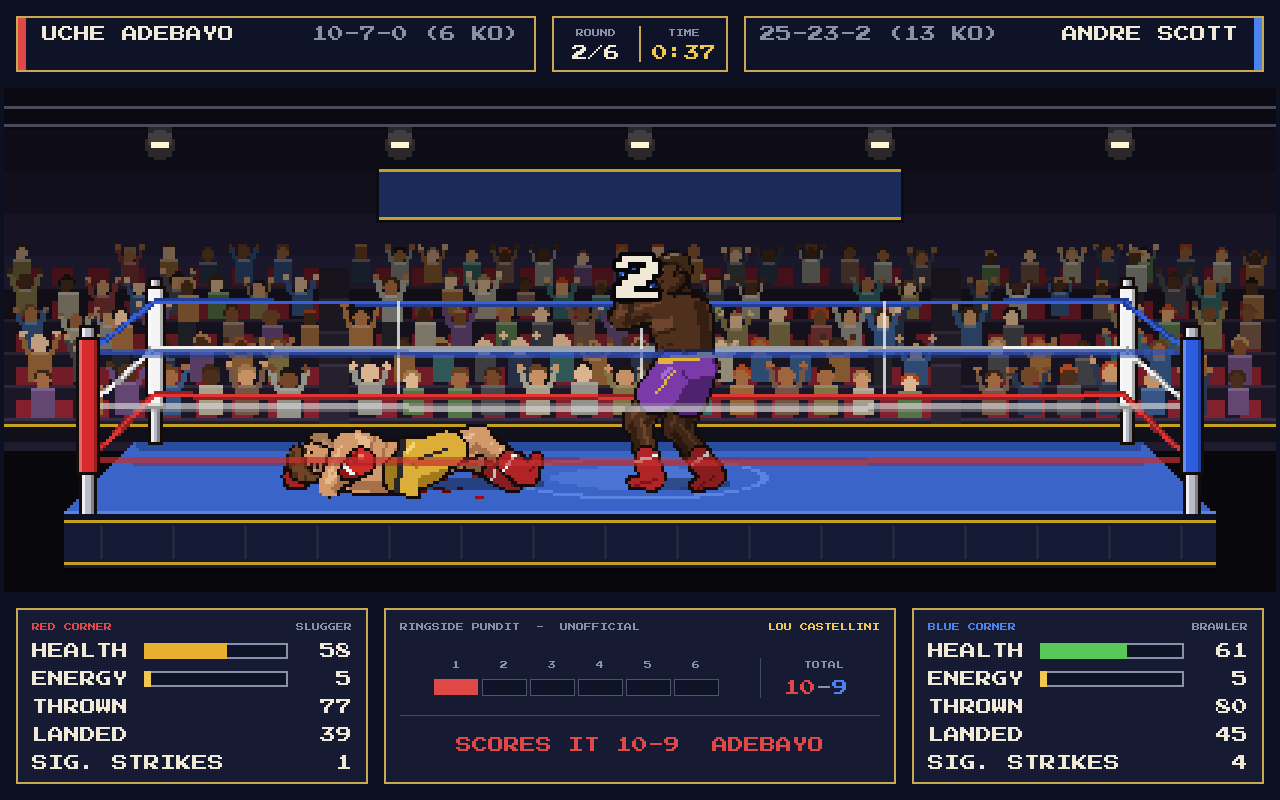 UCHE ADEBAYO 10-7-0 (6 KO)
ROUND 2/6
TIME 0:37
25-23-2 (13 KO) ANDRE SCOTT
2
RED CORNER SLUGGER
HEALTH 58
ENERGY 5
THROWN 77
LANDED 39
SIG. STRIKES 1
RINGSIDE PUNDIT - UNOFFICIAL LOU CASTELLINI
1 2 3 4 5 6 TOTAL
10-9
SCORES IT 10-9 ADEBAYO
BLUE CORNER BRAWLER
HEALTH 61
ENERGY 5
THROWN 80
LANDED 45
SIG. STRIKES 4